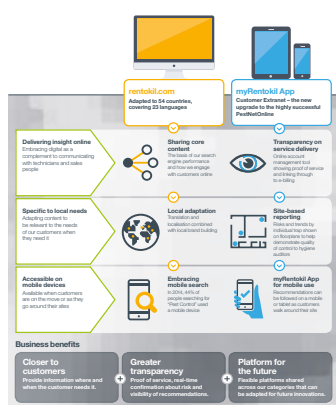 rentokil.com
Adapted to 54 countries,
covering 23 languages
myRentokil App
Customer Extranet – the new
upgrade to the highly successful
PestNetOnline
Delivering insight online
Embracing digital as a
complement to communicating
with technicians and sales
people
Sharing core
content
The basis of our search
engine performance
and how we engage
with customers online
Transparency on
service delivery
Online account
management tool
showing proof of service
and linking through
to e-billing
Specific to local needs
Adapting content to
be relevant to the needs
of our customers when
they need it
Local adaptation
Translation and
localisation combined
with local brand building
Site-based
reporting
Risks and trends by
individual trap shown
on floorplans to help
demonstrate quality
of control to hygiene
auditors
Accessible on
mobile devices
Available when customers
are on the move or as they
go around their sites
Embracing
mobile search
In 2014, 44% of
people searching for
"Pest Control" used
a mobile device
myRentokil App
for mobile use
Recommendations can
be followed on a mobile
or tablet as customers
walk around their site
Business benefits
Closer to
customers
Provide information where and
when the customer needs it.
+
Greater
transparency
Proof of service, real-time
confirmation about risk and
visibility of recommendations.
+
Platform for
the future
Flexible platforms shared
across our categories that can
be adapted for future innovations.